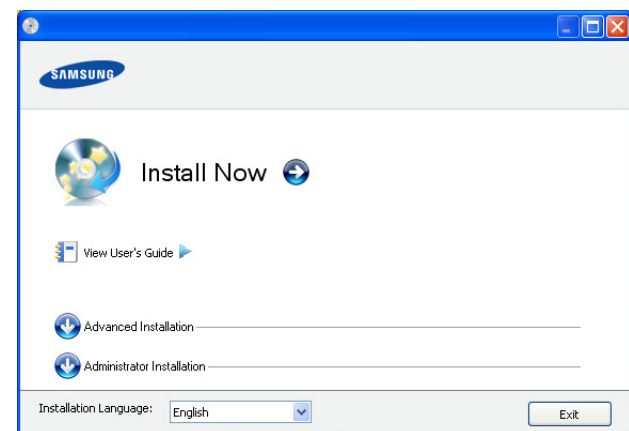 SAMSUNG
Install Now
View User's Guide
Advanced Installation
Administrator Installation
Installation Language: English
Exit